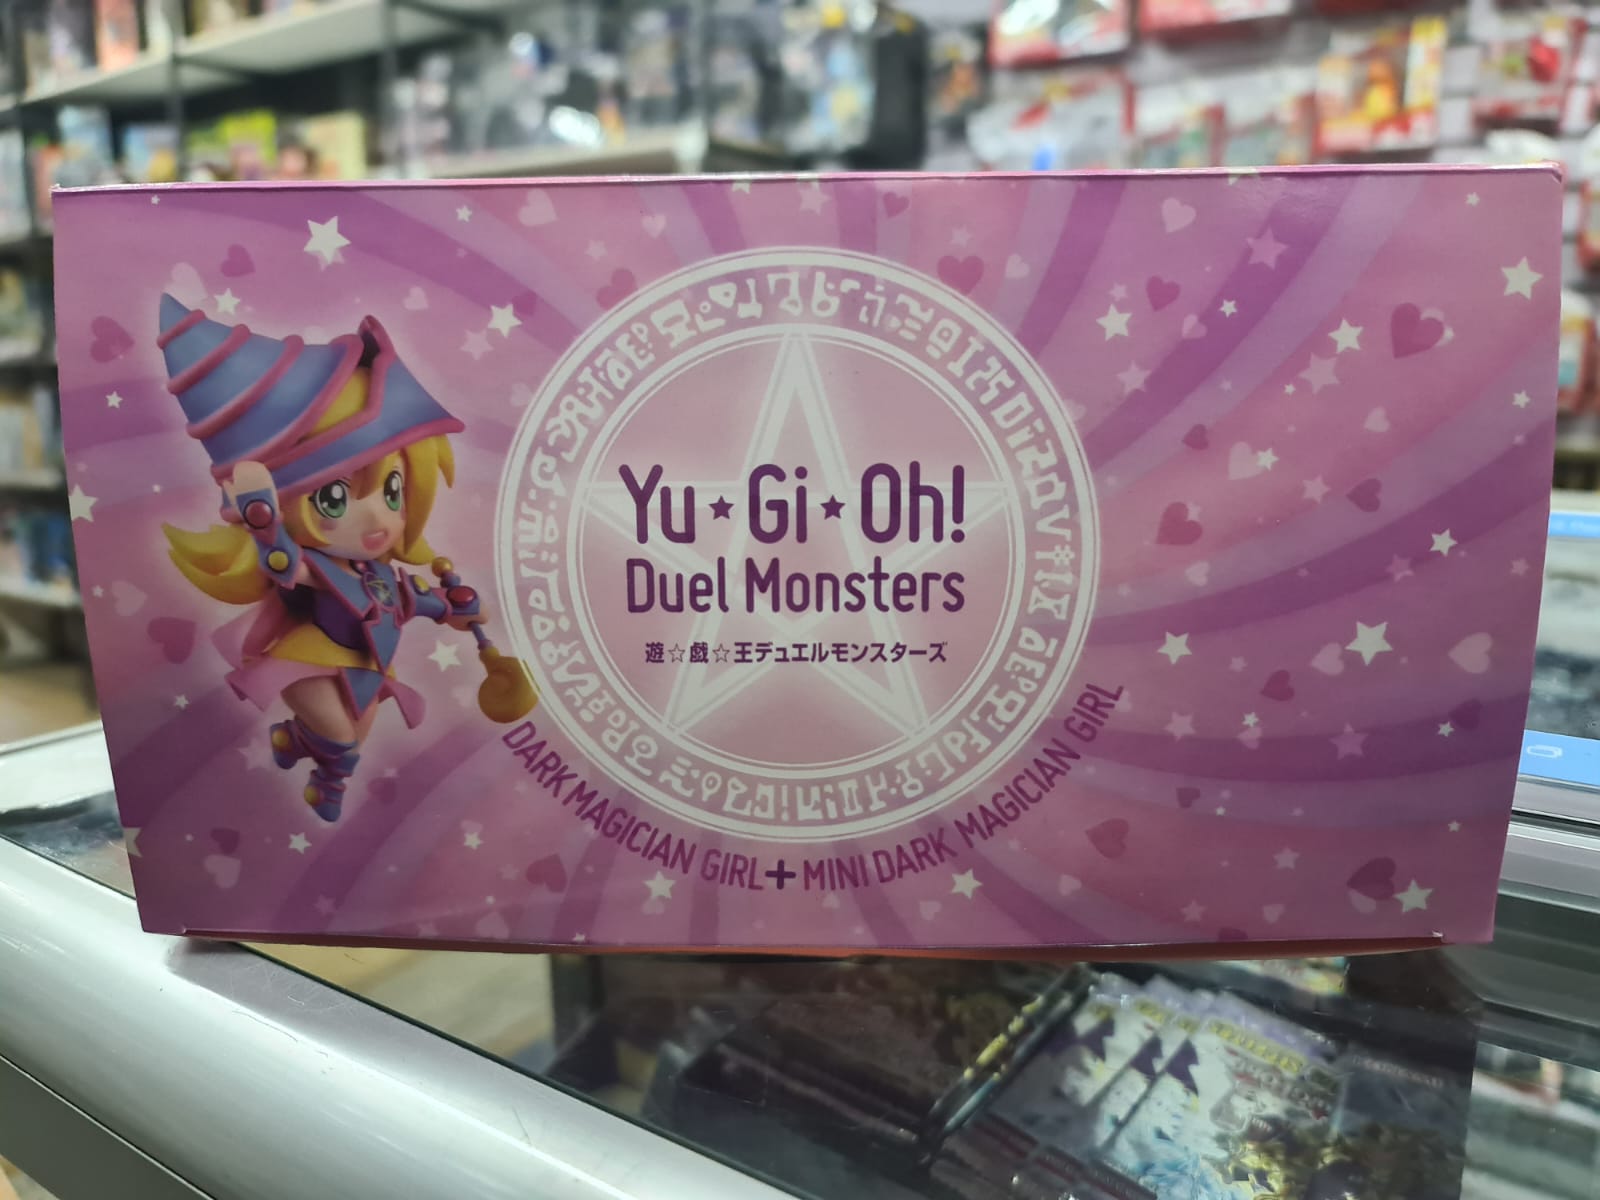 Yu★Gi★Oh!
Duel Monsters
遊☆戯☆王デュエルモンスターズ
DARK MAGICIAN GIRL+MINI DARK MAGICIAN GIRL